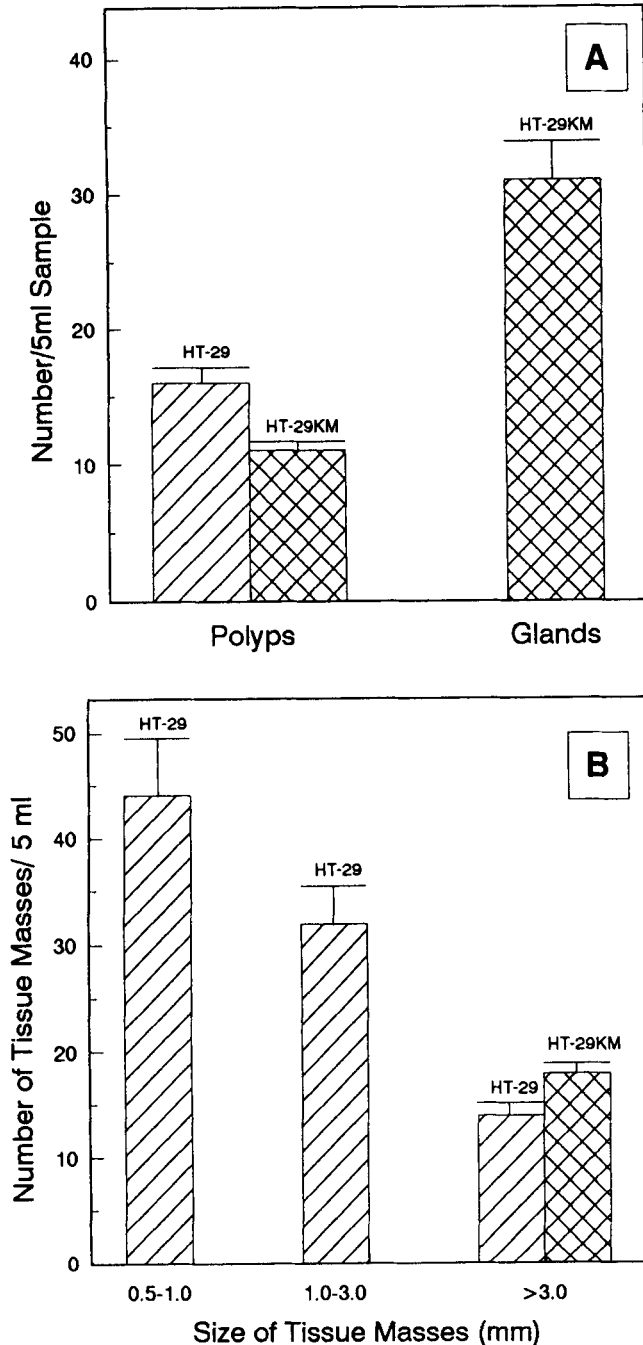 A
40
30
20
10
0
Number/5ml Sample
HT-29
HT-29KM
HT-29KM
Polyps
Glands
B
50
40
30
20
10
0
Number of Tissue Masses/ 5 ml
HT-29
HT-29
HT-29
HT-29KM
0.5-1.0
1.0-3.0
>3.0
Size of Tissue Masses (mm)